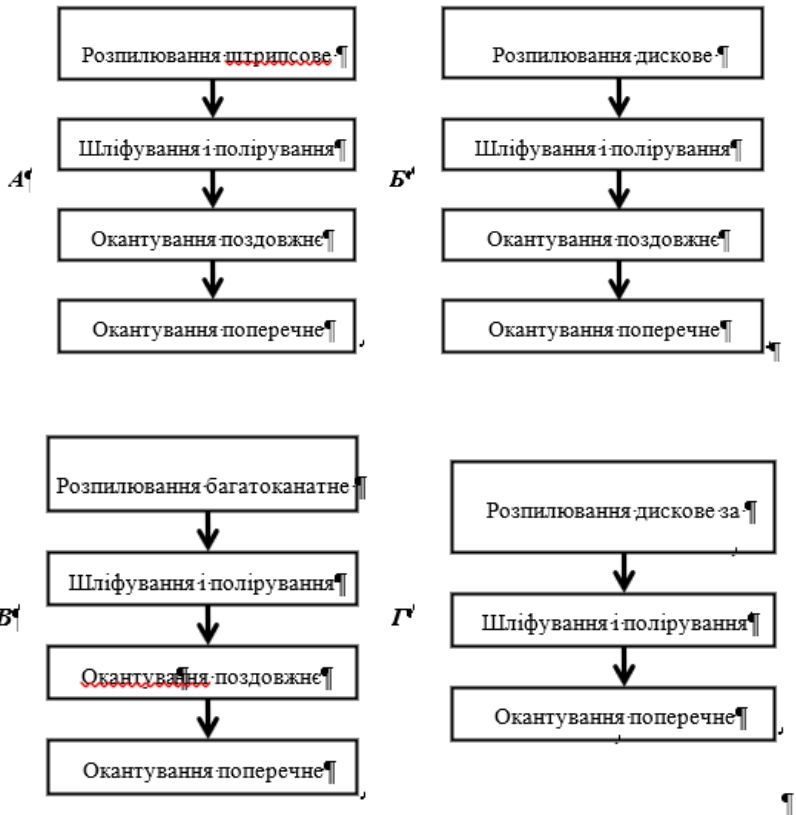 Розпилювання штрипсове
Шліфування і полірування
А
Окантування поздовжнє
Окантування поперечне
Розпилювання дискове
Шліфування і полірування
Б
Окантування поздовжнє
Окантування поперечне
Розпилювання багатоканатне
Шліфування і полірування
В
Окантування поздовжнє
Окантування поперечне
Розпилювання дискове за
Шліфування і полірування
Г
Окантування поперечне